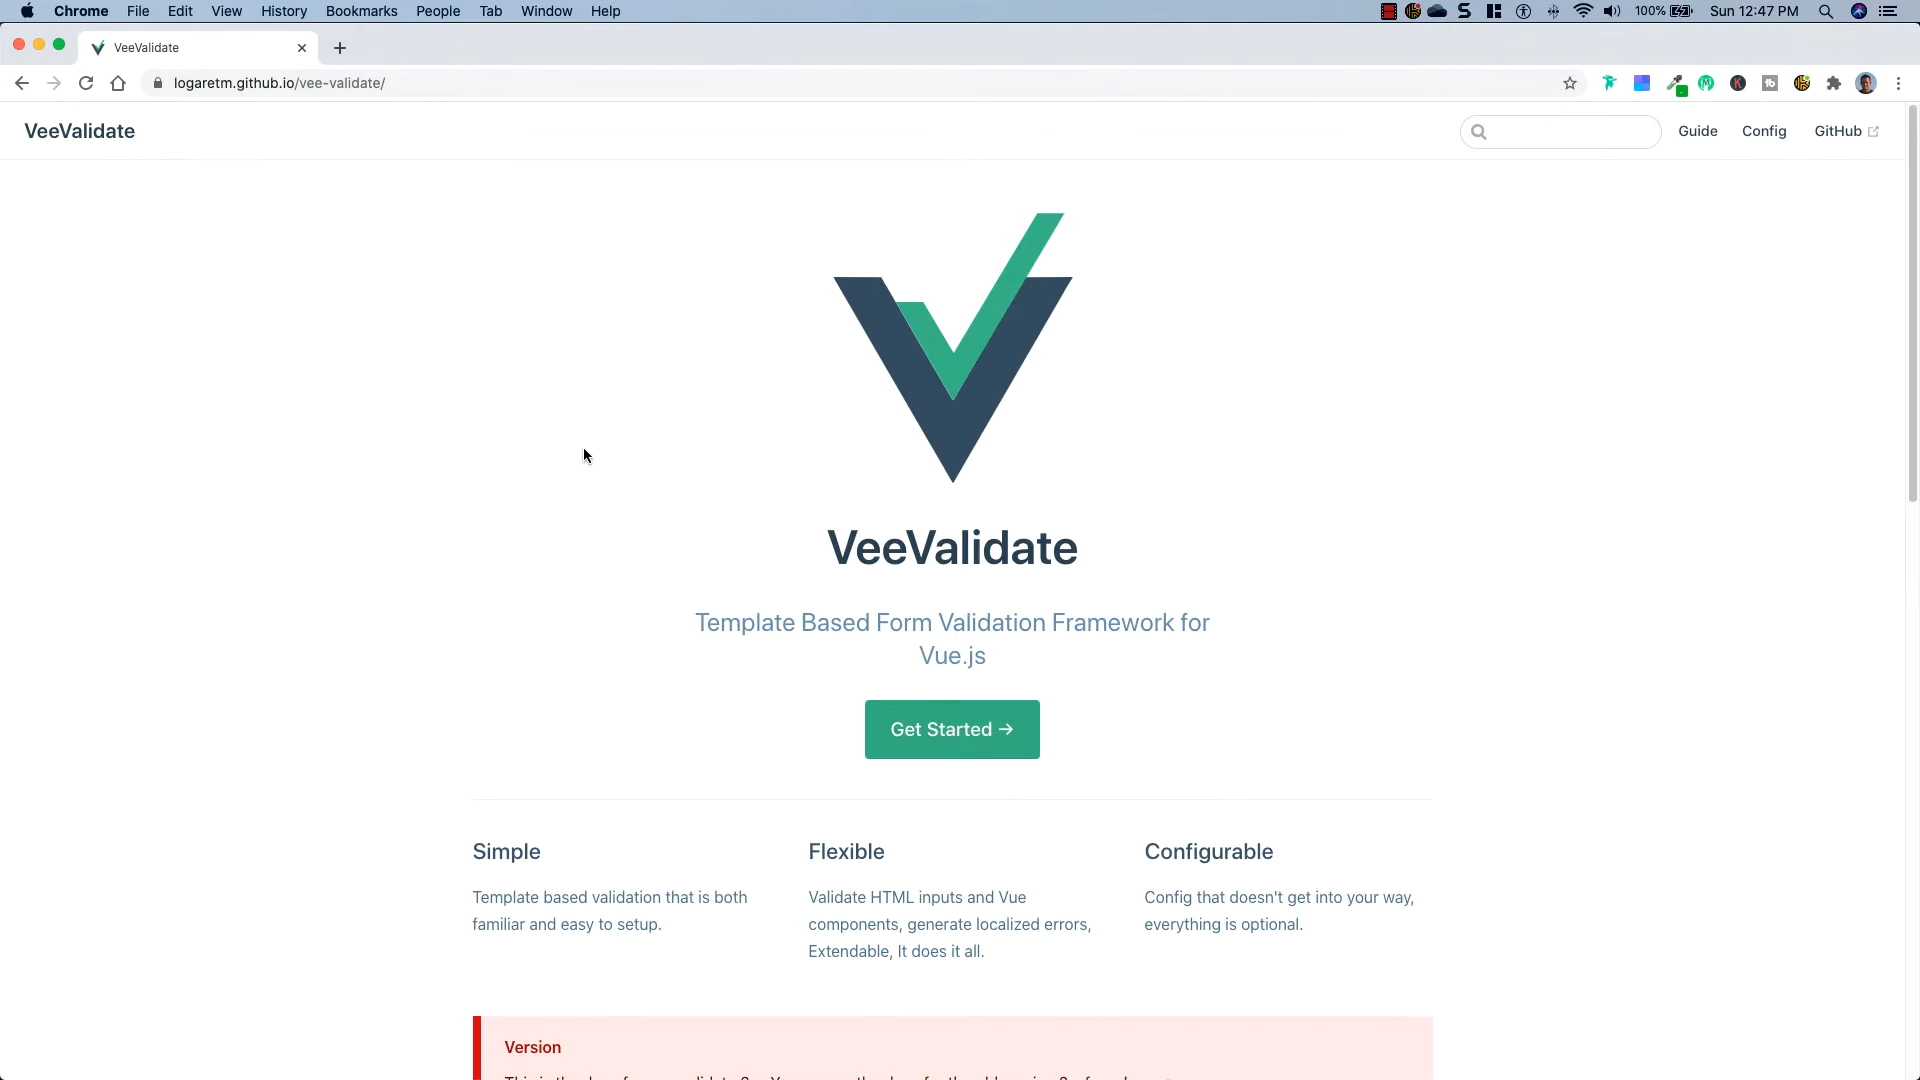 Chrome File Edit View History Bookmarks People Tab Window Help
100% Sun 12:47 PM
VeeValidate
logaretm.github.io/vee-validate/
VeeValidate
Guide Config GitHub
VeeValidate
Template Based Form Validation Framework for
Vue.js
Get Started →
Simple
Template based validation that is both
familiar and easy to setup.
Flexible
Validate HTML inputs and Vue
components, generate localized errors,
Extendable, It does it all.
Configurable
Config that doesn't get into your way,
everything is optional.
Version